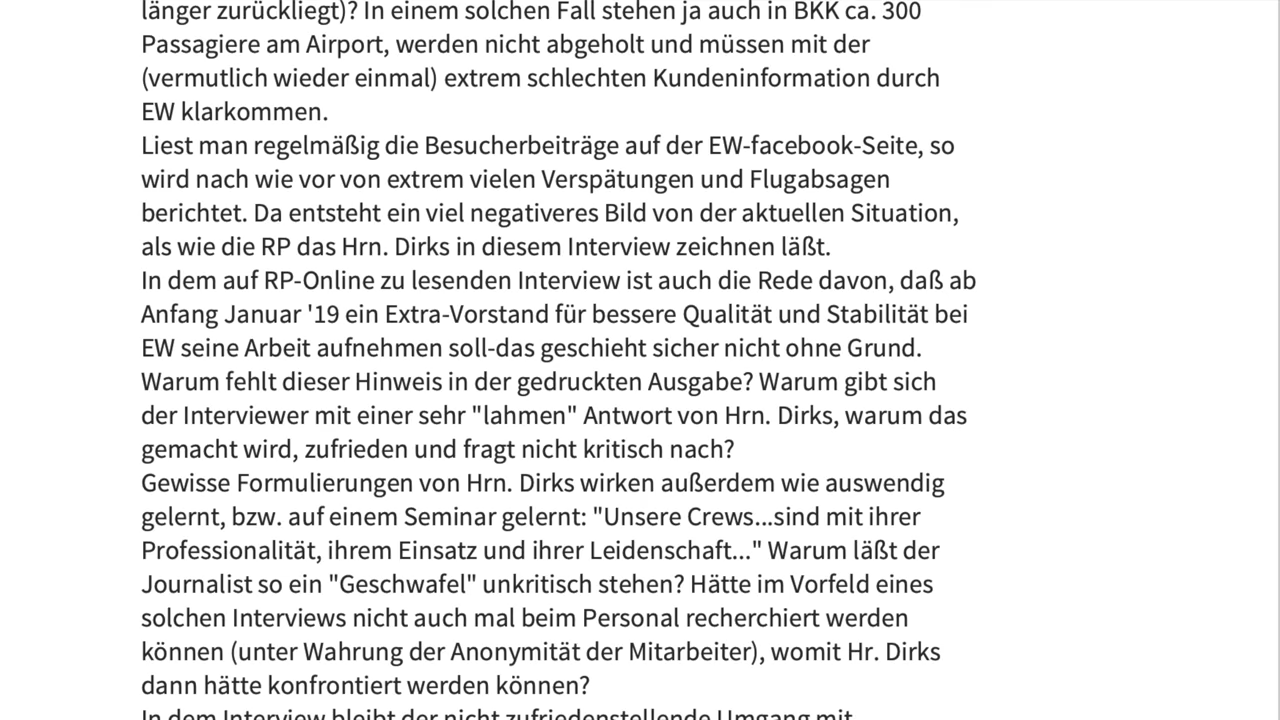 länger zurückliegt)? In einem solchen Fall stehen ja auch in BKK ca. 300
Passagiere am Airport, werden nicht abgeholt und müssen mit der
(vermutlich wieder einmal) extrem schlechten Kundeninformation durch
EW klarkommen.
Liest man regelmäßig die Besucherbeiträge auf der EW-facebook-Seite, so
wird nach wie vor von extrem vielen Verspätungen und Flugabsagen
berichtet. Da entsteht ein viel negativeres Bild von der aktuellen Situation,
als wie die RP das Hrn. Dirks in diesem Interview zeichnen läßt.
In dem auf RP-Online zu lesenden Interview ist auch die Rede davon, daß ab
Anfang Januar '19 ein Extra-Vorstand für bessere Qualität und Stabilität bei
EW seine Arbeit aufnehmen soll-das geschieht sicher nicht ohne Grund.
Warum fehlt dieser Hinweis in der gedruckten Ausgabe? Warum gibt sich
der Interviewer mit einer sehr "lahmen" Antwort von Hrn. Dirks, warum das
gemacht wird, zufrieden und fragt nicht kritisch nach?
Gewisse Formulierungen von Hrn. Dirks wirken außerdem wie auswendig
gelernt, bzw. auf einem Seminar gelernt: "Unsere Crews...sind mit ihrer
Professionalität, ihrem Einsatz und ihrer Leidenschaft..." Warum läßt der
Journalist so ein "Geschwafel" unkritisch stehen? Hätte im Vorfeld eines
solchen Interviews nicht auch mal beim Personal recherchiert werden
können (unter Wahrung der Anonymität der Mitarbeiter), womit Hr. Dirks
dann hätte konfrontiert werden können?
In dem Interview bleibt der nicht zufriedenstellende Umgang mit